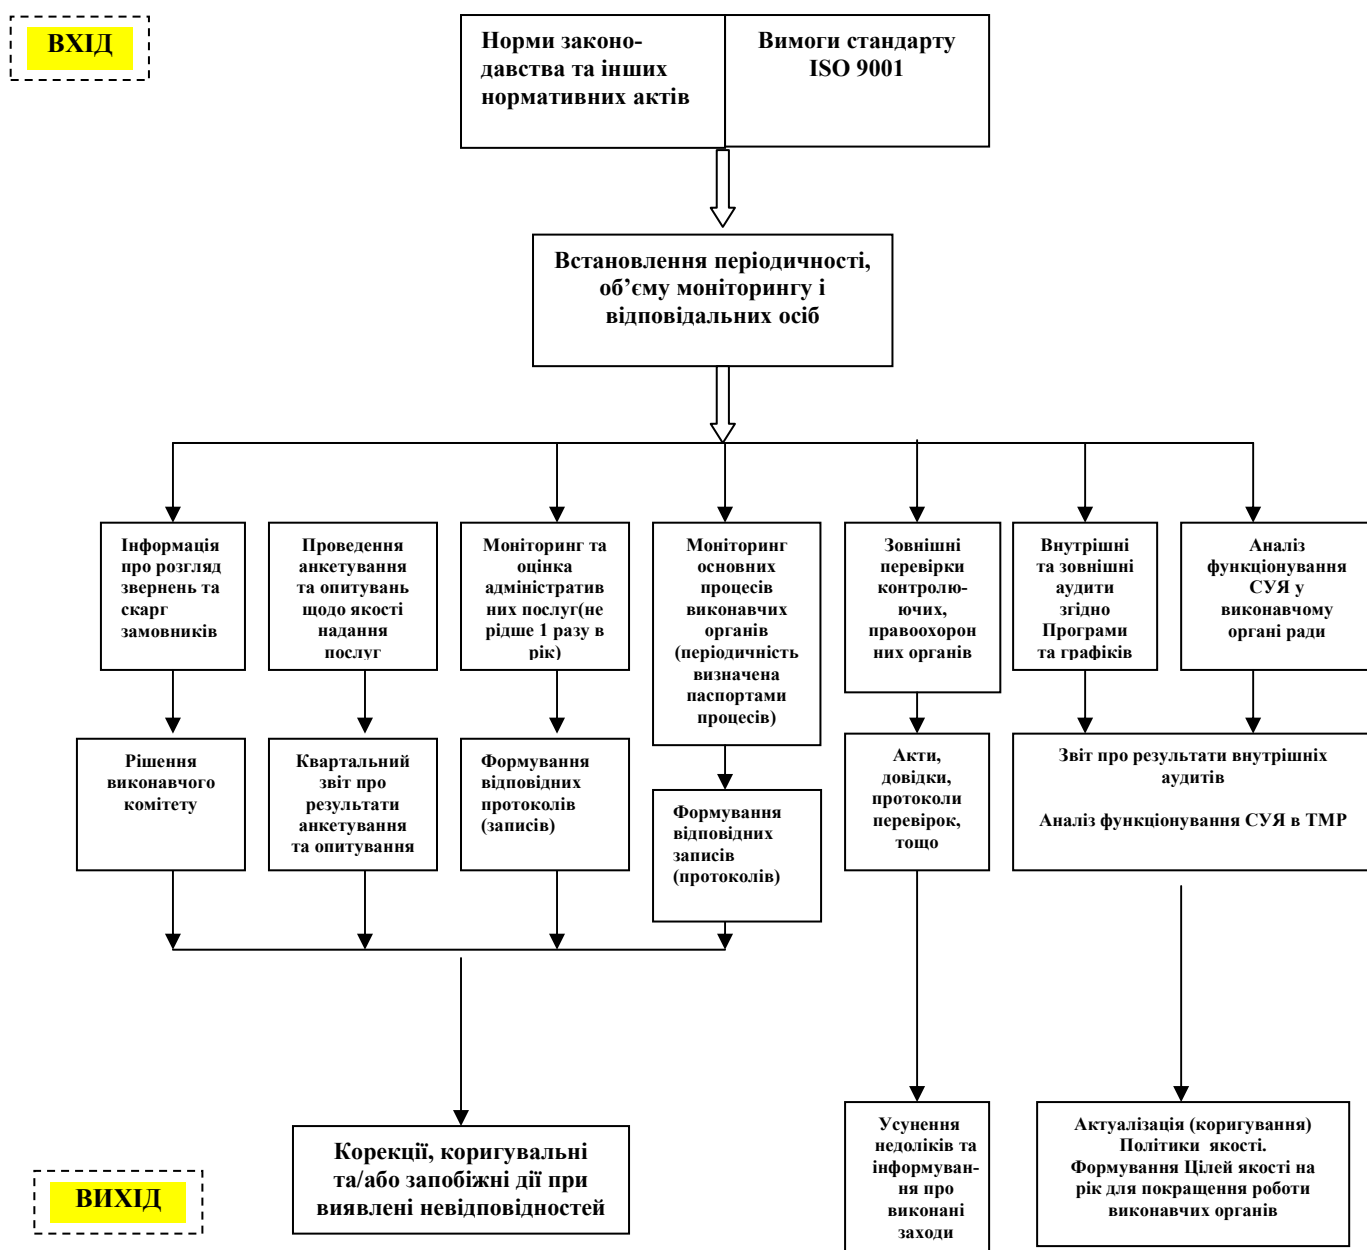 ВХІД
Норми законо-
давства та інших
нормативних актів
Вимоги стандарту
ISO 9001
Встановлення періодичності,
об’єму моніторингу і
відповідальних осіб
Інформація
про розгляд
звернень та
скарг
замовників
Проведення
анкетування
та опитувань
щодо якості
надання
послуг
Моніторинг та
оцінка
адміністратив
них послуг(не
рідше 1 разу в
рік)
Моніторинг
основних
процесів
виконавчих
органів
(періодичність
визначена
паспортами
процесів)
Зовнішні
перевірки
контролю-
ючих,
правоохорон
них органів
Внутрішні
та зовнішні
аудити
згідно
Програми
та графіків
Аналіз
функціонування
СУЯ у
виконавчому
органі ради
Рішення
виконавчого
комітету
Квартальний
звіт про
результати
анкетування
та опитування
Формування
відповідних
протоколів
(записів)
Формування
відповідних
записів
(протоколів)
Акти,
довідки,
протоколи
перевірок,
тощо
Звіт про результати внутрішніх
аудитів
Аналіз функціонування СУЯ в ТМР
Корекції, коригувальні
та/або запобіжні дії при
виявлені невідповідностей
Усунення
недоліків та
інформуван-
ня про
виконані
заходи
Актуалізація (коригування)
Політики якості.
Формування Цілей якості на
рік для покращення роботи
виконавчих органів
ВИХІД